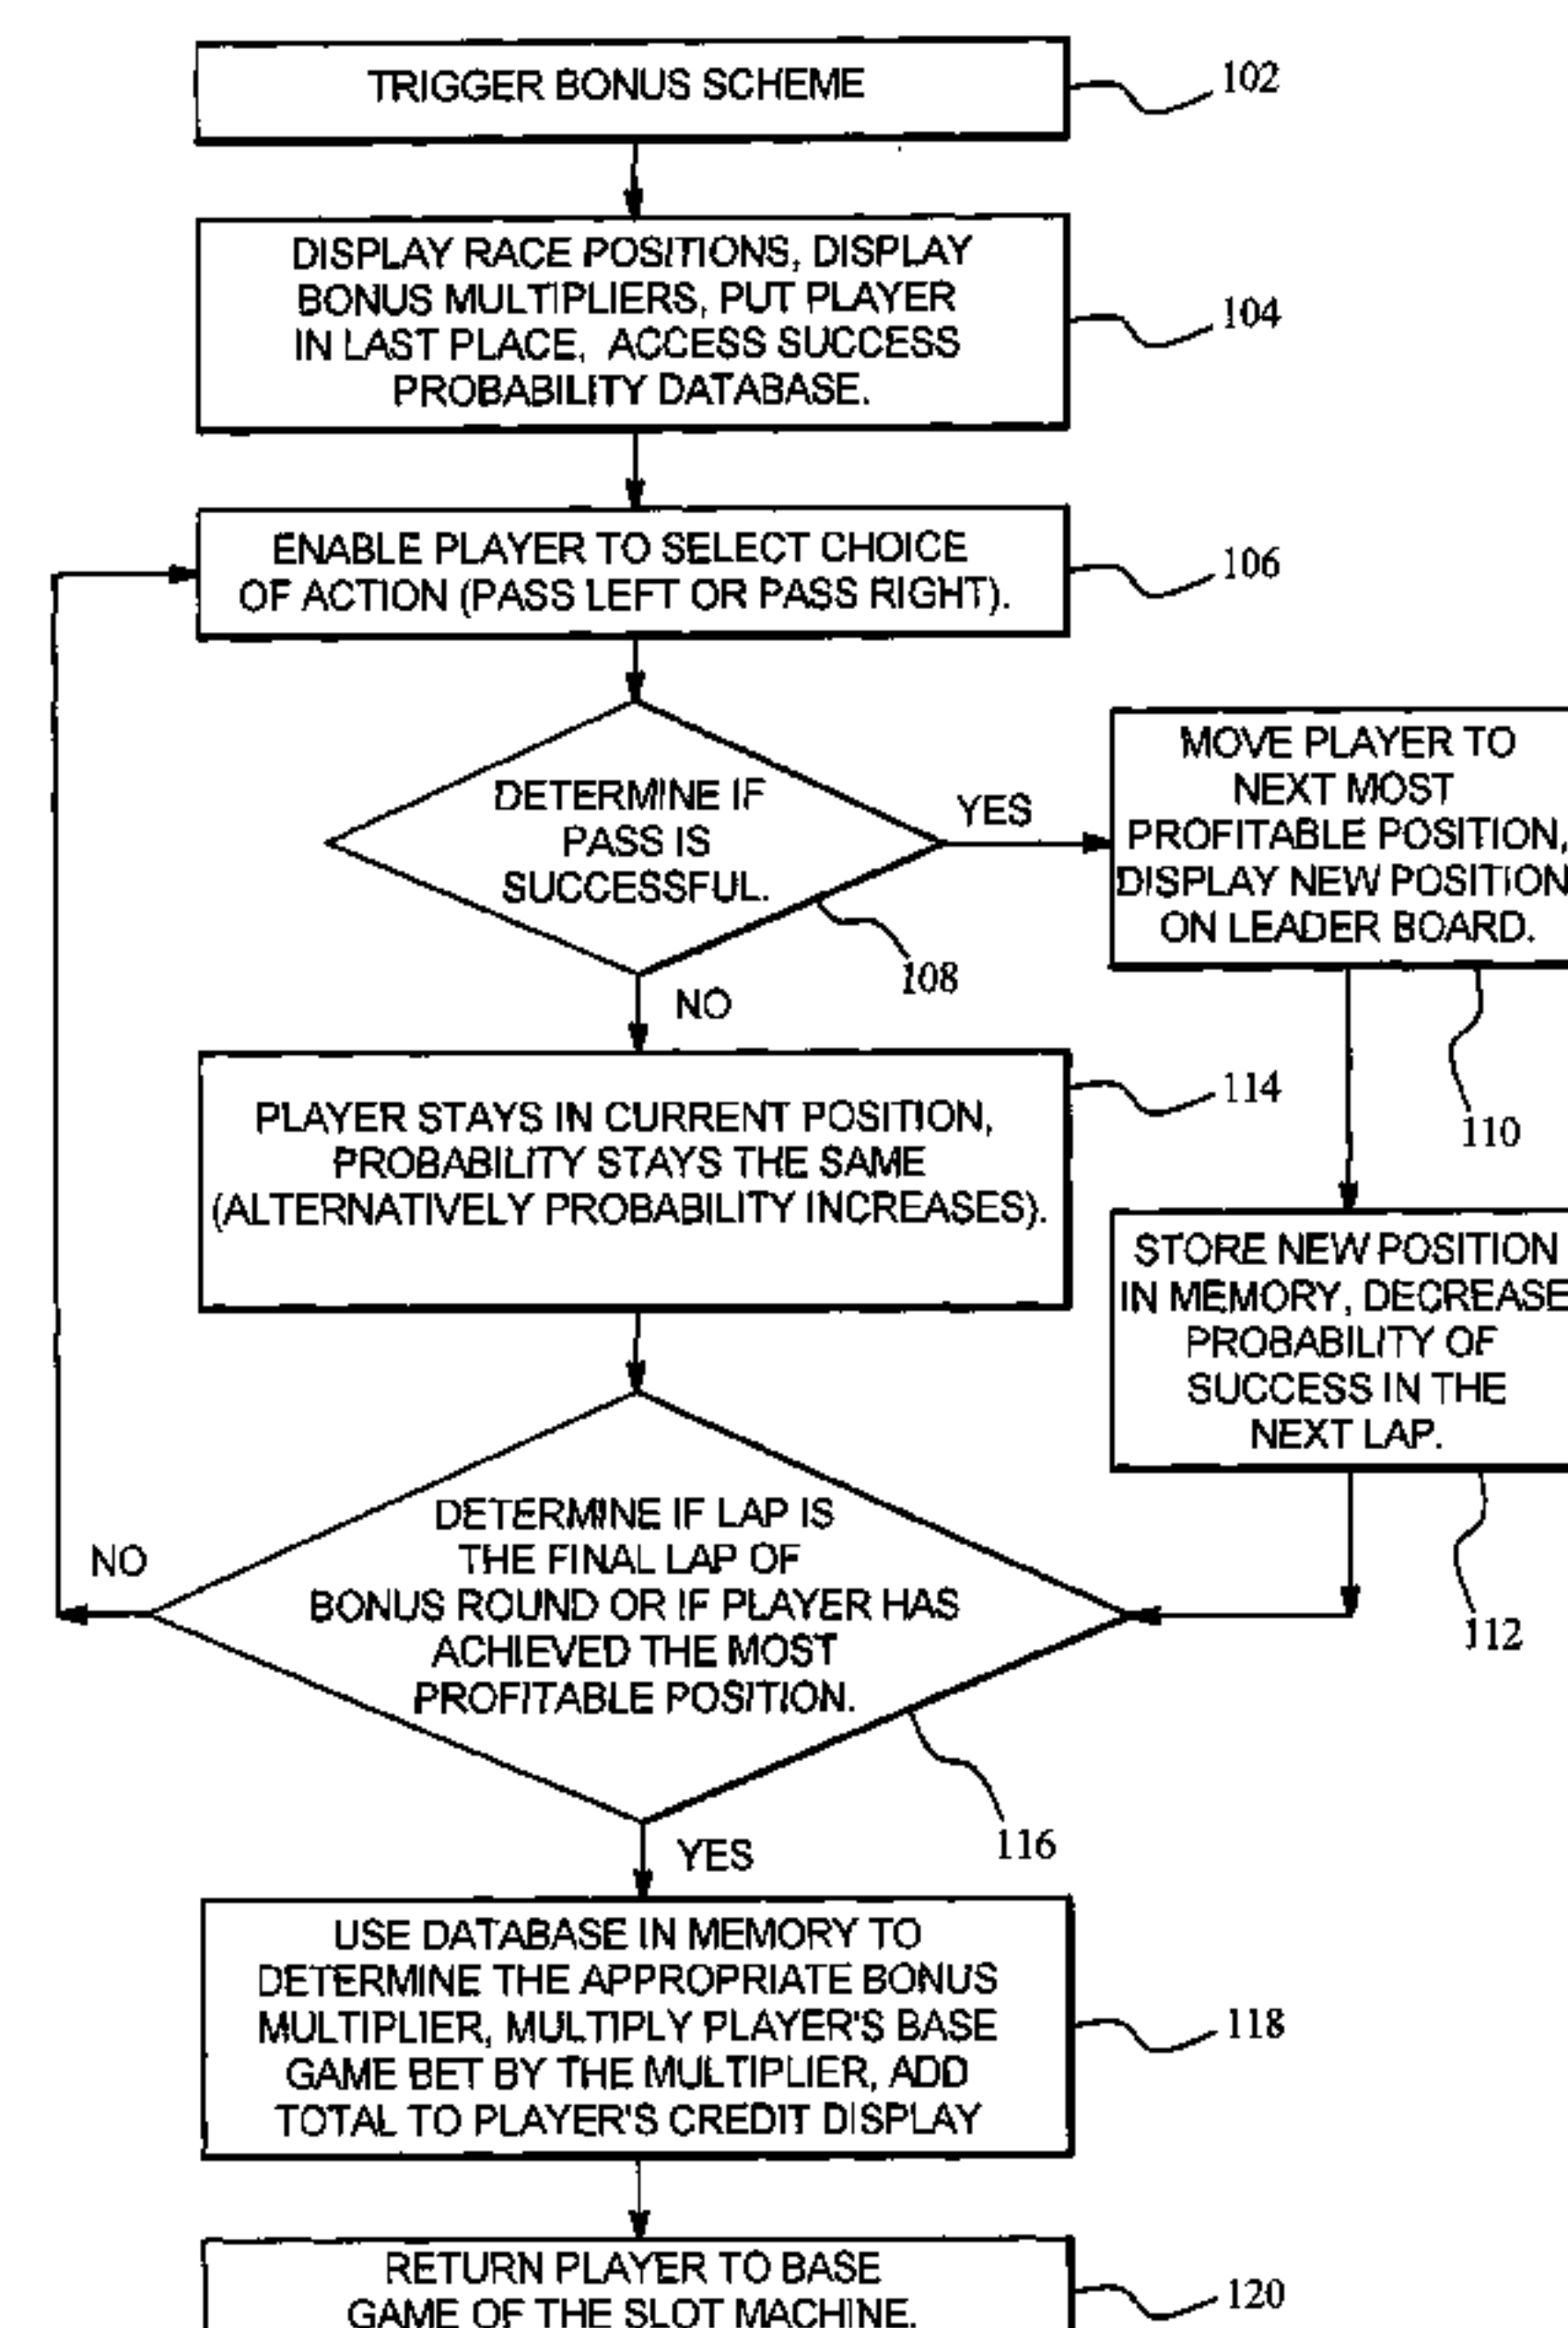 TRIGGER BONUS SCHEME
102
DISPLAY RACE POSITIONS, DISPLAY
BONUS MULTIPLIERS, PUT PLAYER
IN LAST PLACE, ACCESS SUCCESS
PROBABILITY DATABASE.
104
ENABLE PLAYER TO SELECT CHOICE
OF ACTION (PASS LEFT OR PASS RIGHT).
106
DETERMINE IF
PASS IS
SUCCESSFUL.
108
YES
MOVE PLAYER TO
NEXT MOST
PROFITABLE POSITION,
DISPLAY NEW POSITION
ON LEADER BOARD.
110
NO
PLAYER STAYS IN CURRENT POSITION,
PROBABILITY STAYS THE SAME
(ALTERNATIVELY PROBABILITY INCREASES).
114
STORE NEW POSITION
IN MEMORY, DECREASE
PROBABILITY OF
SUCCESS IN THE
NEXT LAP.
112
DETERMINE IF LAP IS
THE FINAL LAP OF
BONUS ROUND OR IF PLAYER HAS
ACHIEVED THE MOST
PROFITABLE POSITION.
116
NO
YES
USE DATABASE IN MEMORY TO
DETERMINE THE APPROPRIATE BONUS
MULTIPLIER, MULTIPLY PLAYER'S BASE
GAME BET BY THE MULTIPLIER, ADD
TOTAL TO PLAYER'S CREDIT DISPLAY
118
RETURN PLAYER TO BASE
GAME OF THE SLOT MACHINE.
120